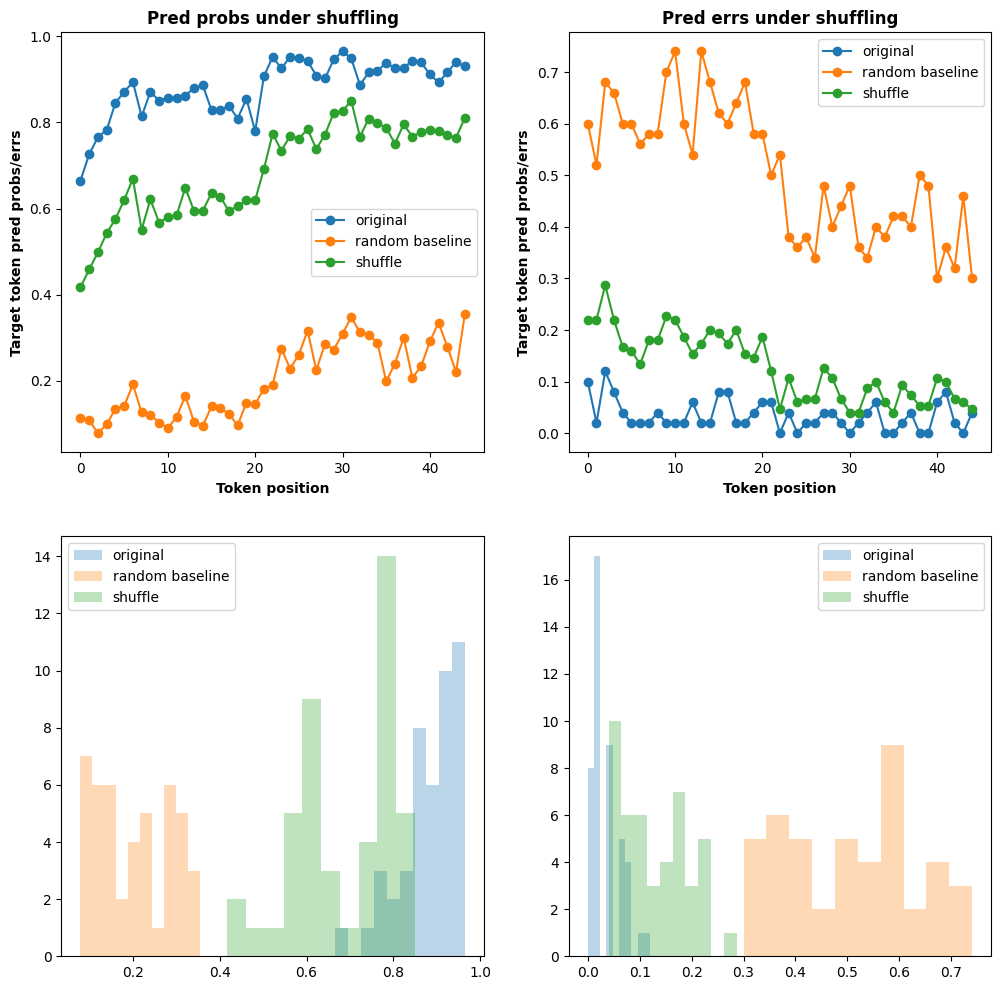 Pred probs under shuffling
Target token pred probs/errs
1.0
0.8
0.6
0.4
0.2
original
random baseline
shuffle
0 10 20 30 40
Token position
Pred errs under shuffling
Target token pred probs/errs
0.7
0.6
0.5
0.4
0.3
0.2
0.1
0.0
original
random baseline
shuffle
0 10 20 30 40
Token position
14
12
10
8
6
4
2
0
original
random baseline
shuffle
0.2 0.4 0.6 0.8 1.0
16
14
12
10
8
6
4
2
0
original
random baseline
shuffle
0.0 0.1 0.2 0.3 0.4 0.5 0.6 0.7